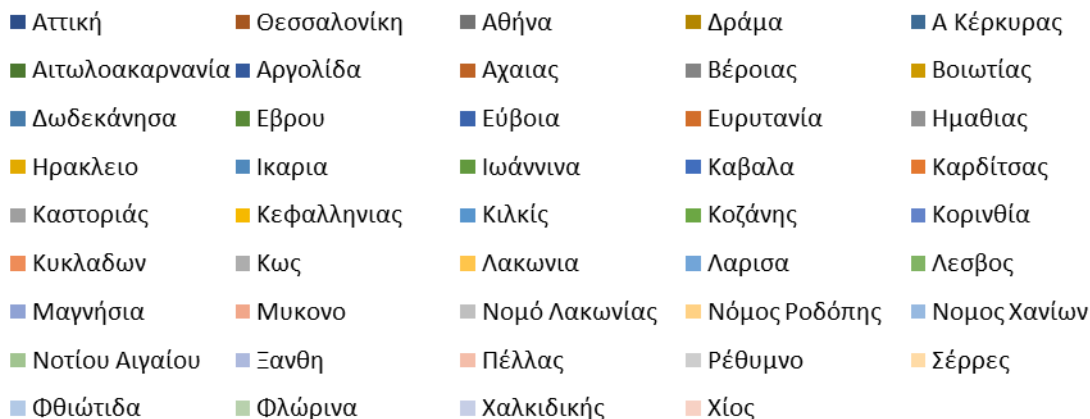 Αττική Θεσσαλονίκη Αθήνα Δράμα Α Κέρκυρας
Αιτωλοακαρνανία Αργολίδα Αχαιας Βέροιας Βοιωτίας
Δωδεκάνησα Εβρου Εύβοια Ευρυτανία Ημαθιας
Ηρακλειο Ικαρια Ιωάννινα Καβαλα Καρδίτσας
Καστοριάς Κεφαλληνιας Κιλκίς Κοζάνης Κορινθία
Κυκλαδων Κως Λακωνια Λαρισα Λεσβος
Μαγνήσια Μυκονο Νομό Λακωνίας Νόμος Ροδόπης Νομος Χανίων
Νοτίου Αιγαίου Ξανθη Πέλλας Ρέθυμνο Σέρρες
Φθιώτιδα Φλώρινα Χαλκιδικής Χίος